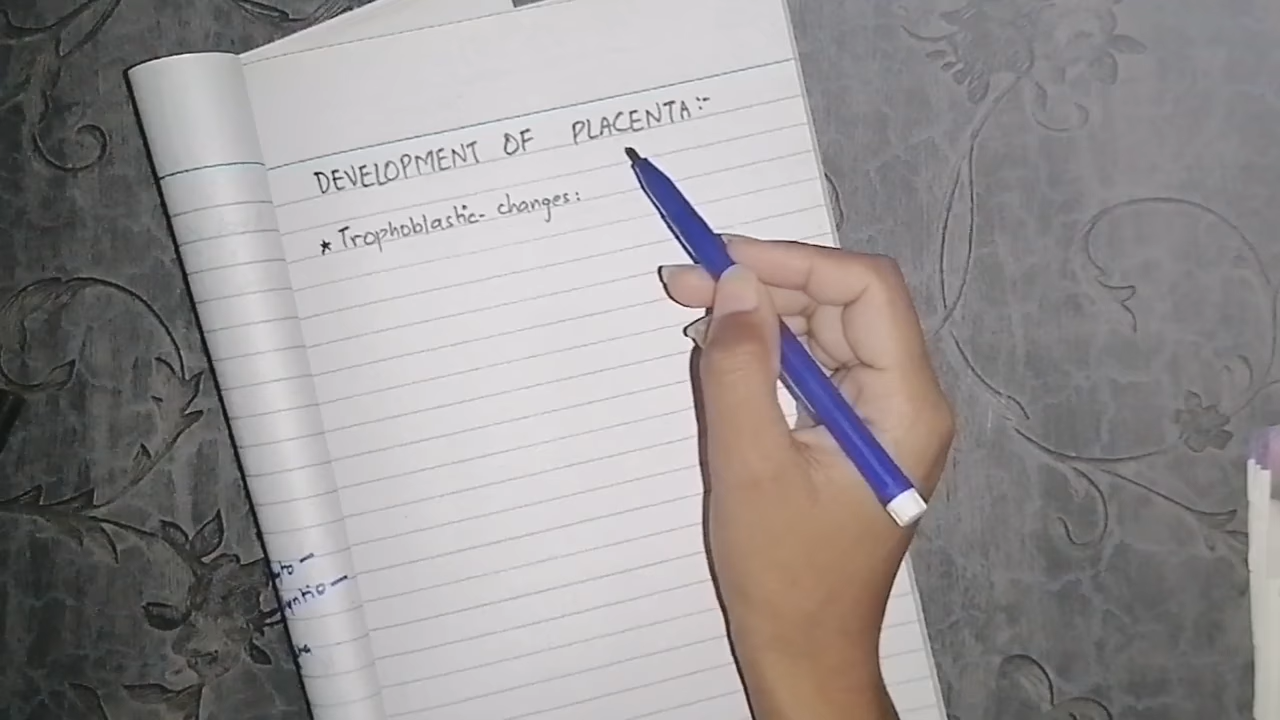 DEVELOPMENT OF PLACENTA:-
* Trophoblastic- changes: